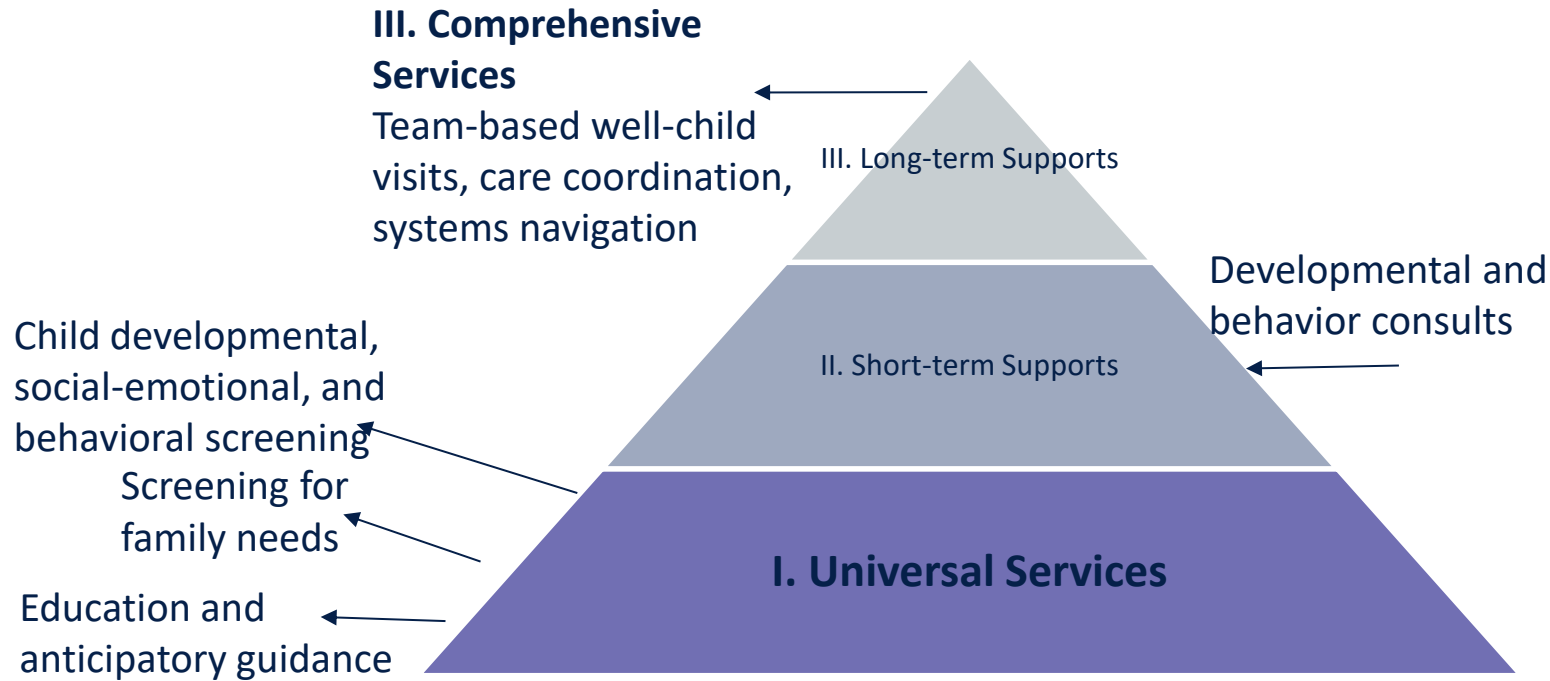 III. Comprehensive
Services
Team-based well-child
visits, care coordination,
systems navigation
III. Long-term Supports
Developmental and
behavior consults
II. Short-term Supports
Child developmental,
social-emotional, and
behavioral screening
Screening for
family needs
I. Universal Services
Education and
anticipatory guidance